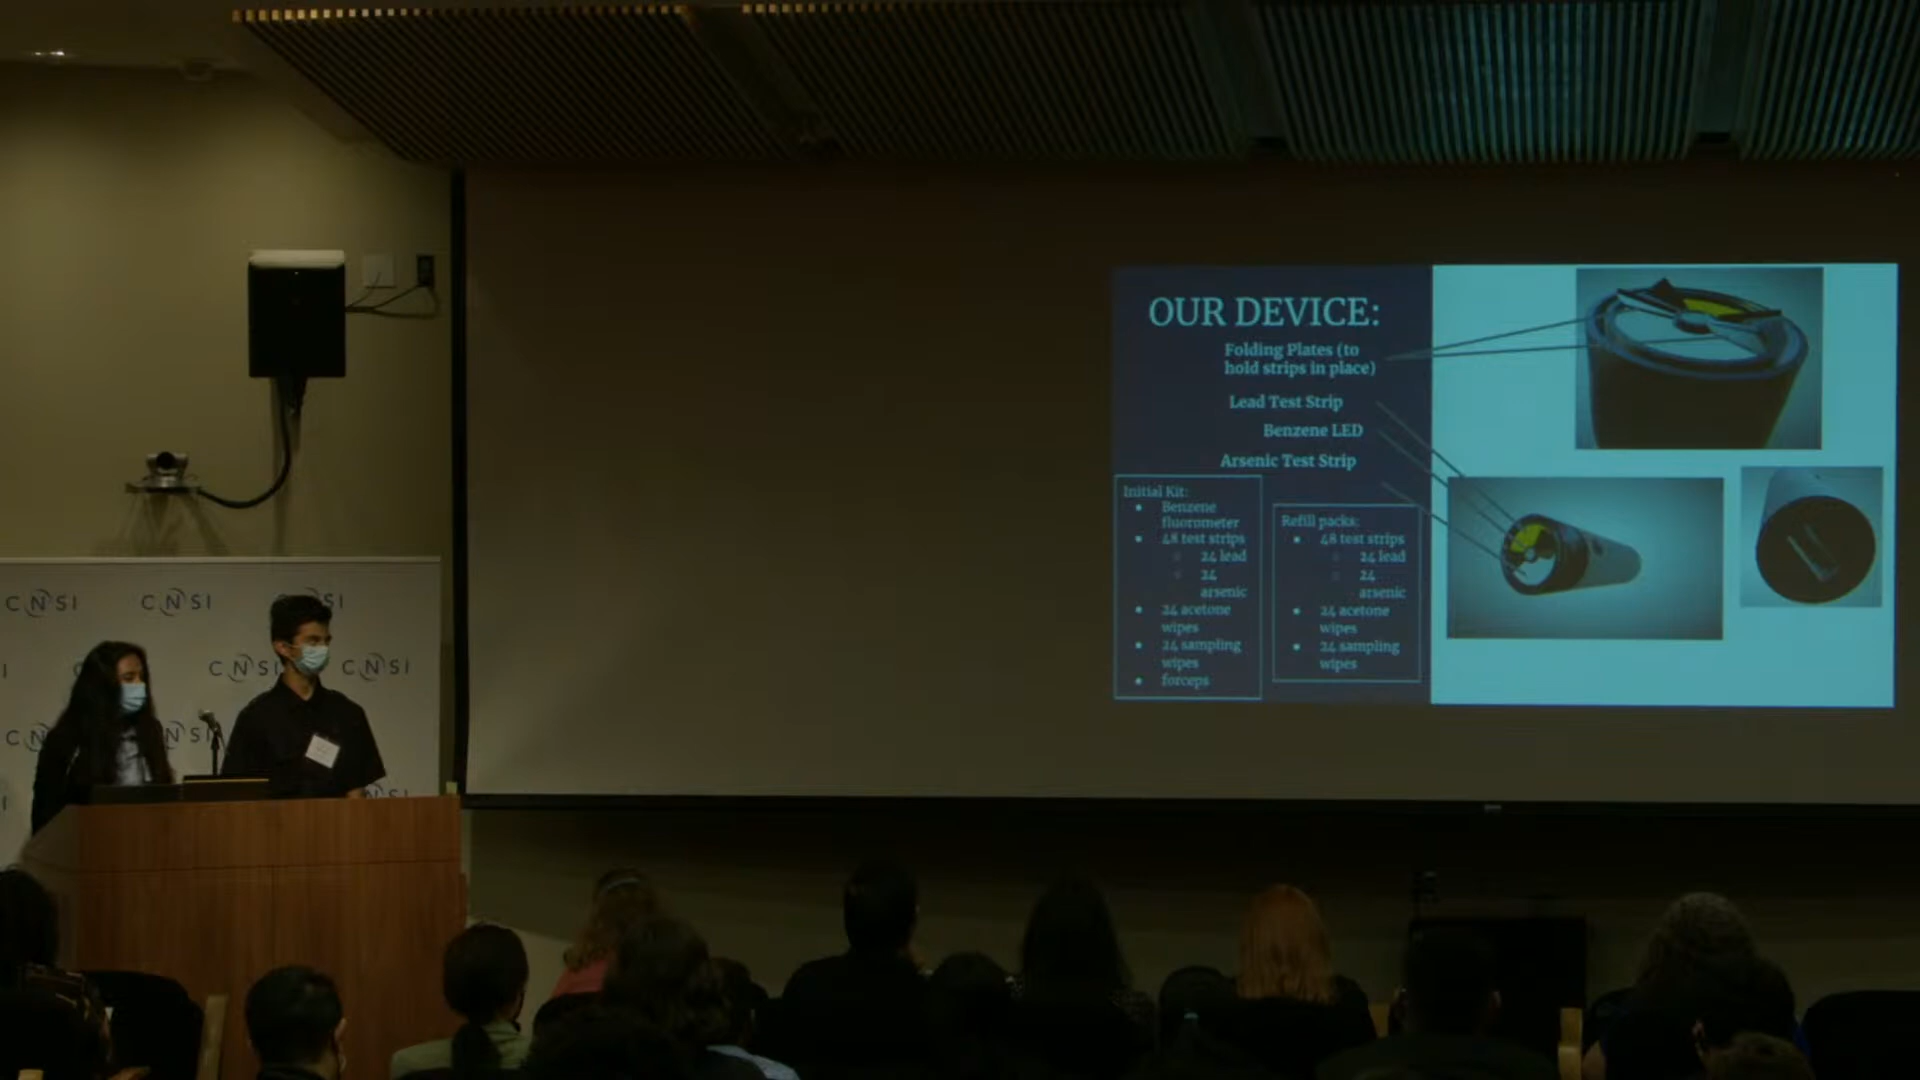 OUR DEVICE:
Folding Plates (to
hold strips in place)
Lead Test Strip
Benzene LED
Arsenic Test Strip
Initial Kit:
• Benzene
fluorometer
• 48 test strips
24 lead
24
arsenic
• 24 acetone
wipes
• 24 sampling
wipes
• forceps
Refill packs:
• 48 test strips
24 lead
24
arsenic
• 24 acetone
wipes
• 24 sampling
wipes
CNSI CNSI
CNSI CNSI